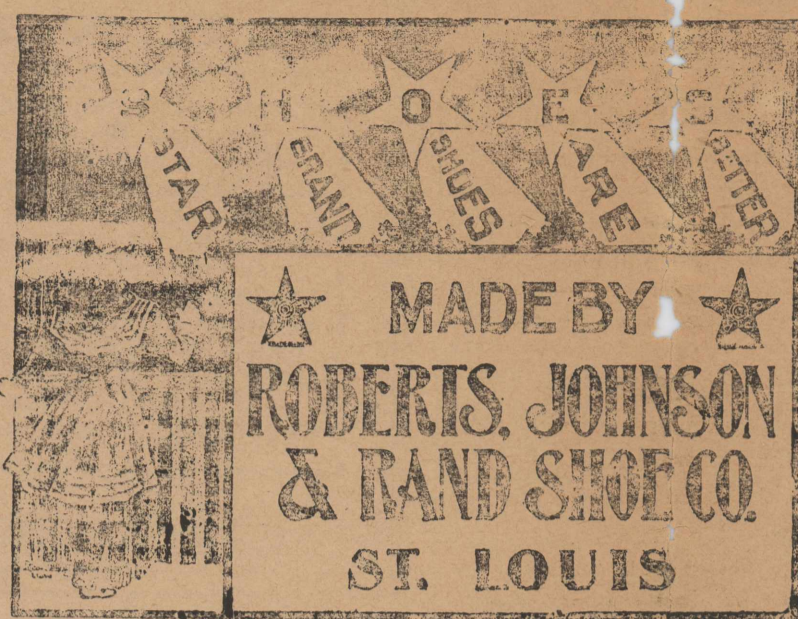 S H O E S
STAR BRAND SHOES ARE BETTER
MADE BY
ROBERTS, JOHNSON
& RAND SHOE CO.
ST. LOUIS